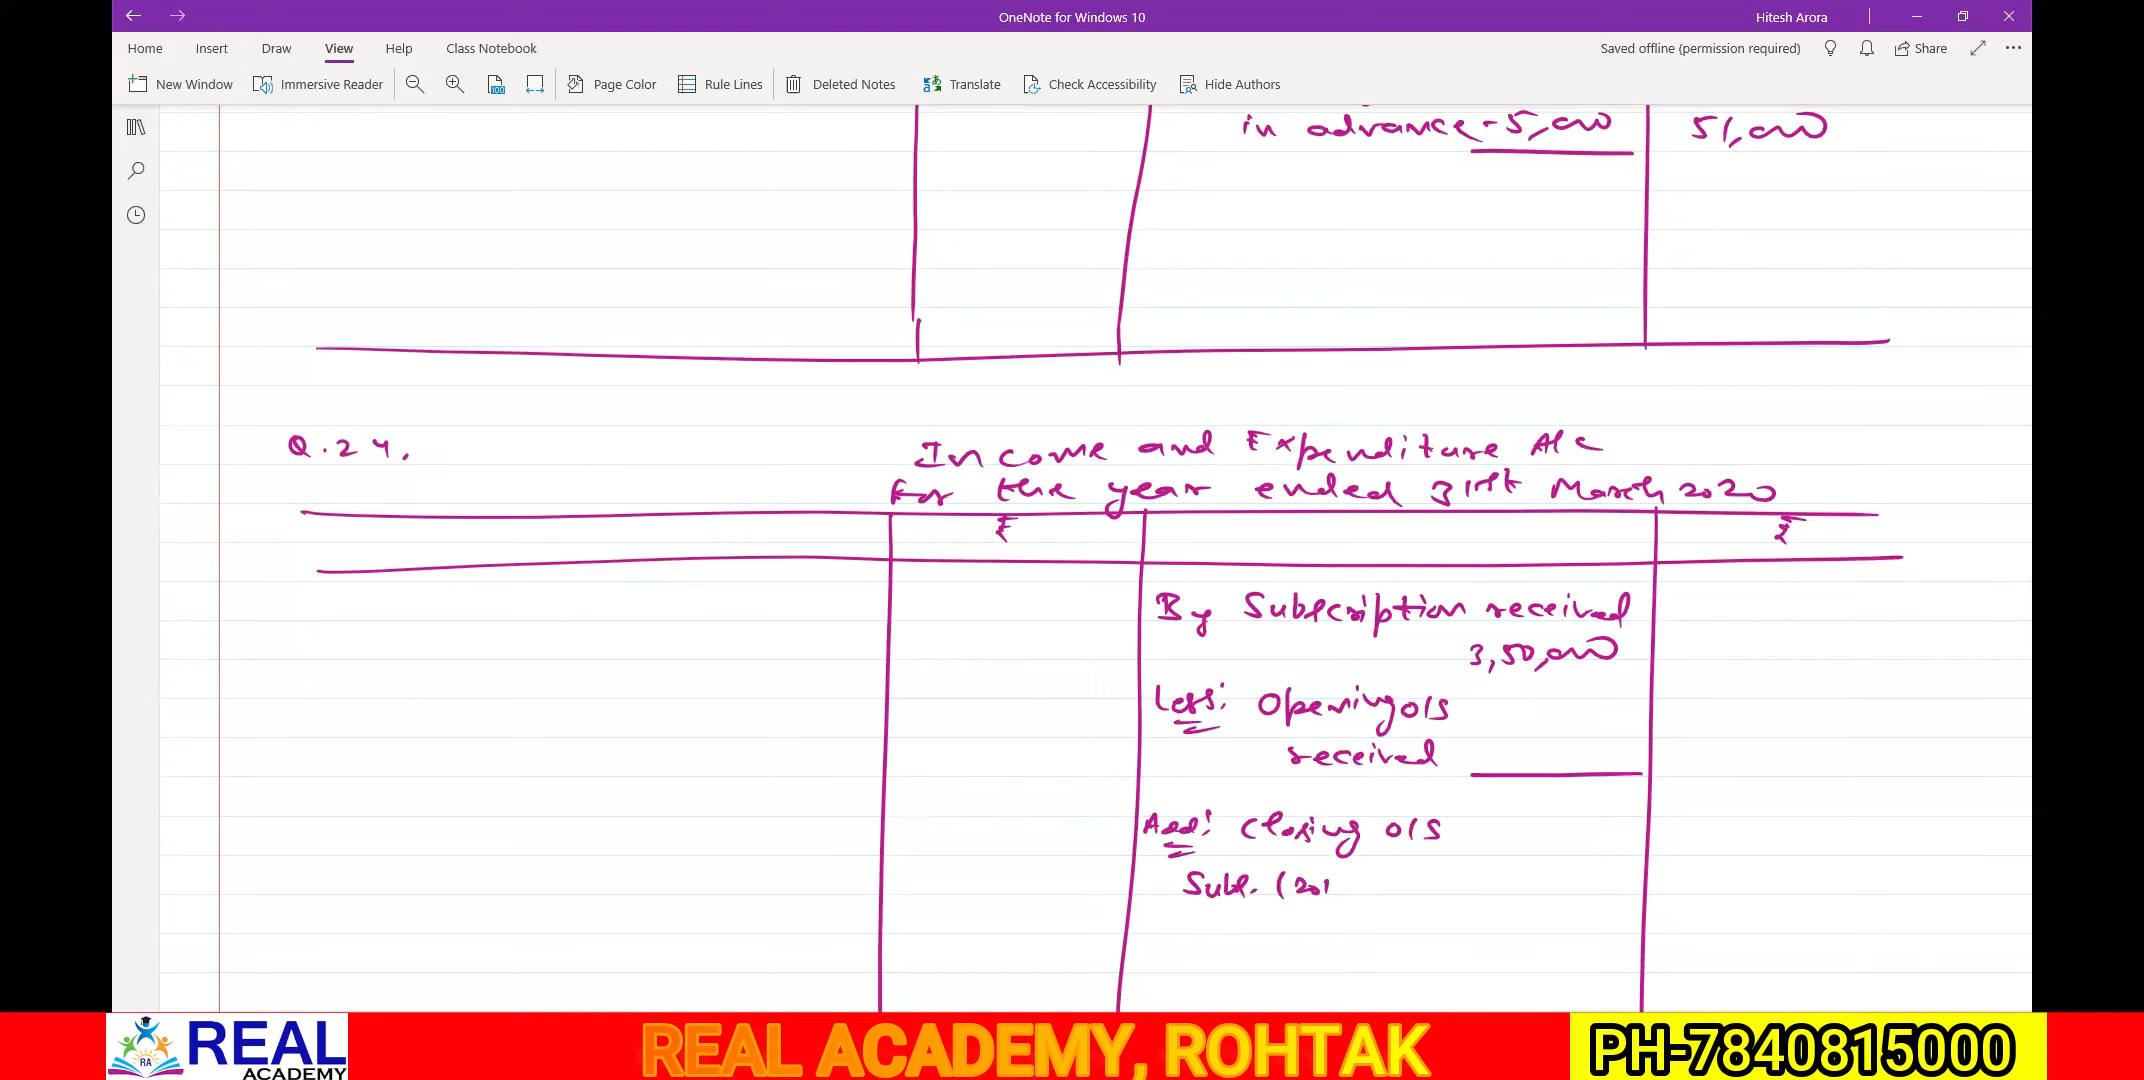 OneNote for Windows 10
Hitesh Arora
Home Insert Draw View Help Class Notebook
Saved offline (permission required) Share
New Window Immersive Reader 100 Page Color Rule Lines Deleted Notes Translate Check Accessibility Hide Authors
in advance - 5,000 51,000
Q.24. Income and Expenditure A/c
For the year ended 31st March 2020
₹ ₹
By Subscription received
3,50,000
Less: Opening o/s
received
Add: Closing o/s
Subs. (201
RA
REAL
ACADEMY
REAL ACADEMY, ROHTAK
PH-7840815000